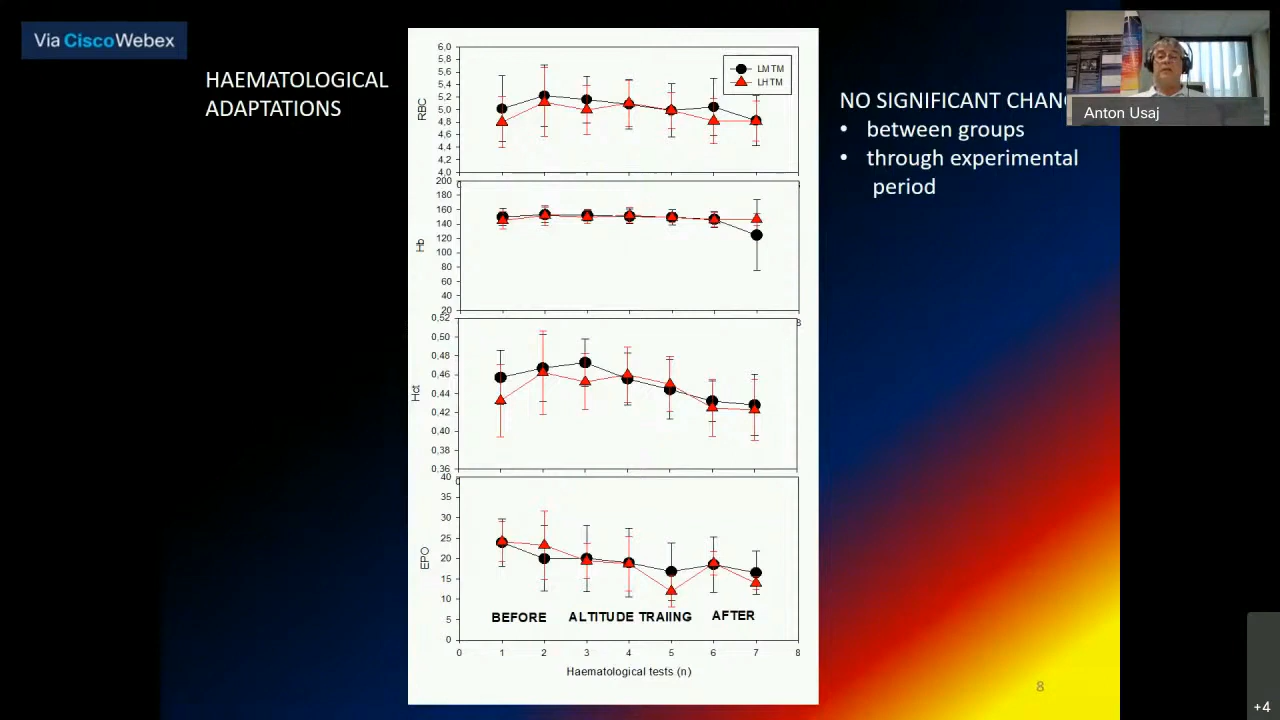 Via Cisco Webex
HAEMATOLOGICAL
ADAPTATIONS
6,0
5,8
5,6
5,4
5,2
5,0
4,8
4,6
4,4
4,2
4,0
RBC
LM TM
LH TM
200
180
160
140
120
100
80
60
40
20
Hb
8
0,52
0,50
0,48
0,46
0,44
0,42
0,40
0,38
0,36
Hct
40
35
30
25
20
15
10
5
0
EPO
BEFORE ALTITUDE TRAIING AFTER
0 1 2 3 4 5 6 7 8
Haematological tests (n)
NO SIGNIFICANT CHAN
• between groups
• through experimental
period
Anton Usaj
8
+4